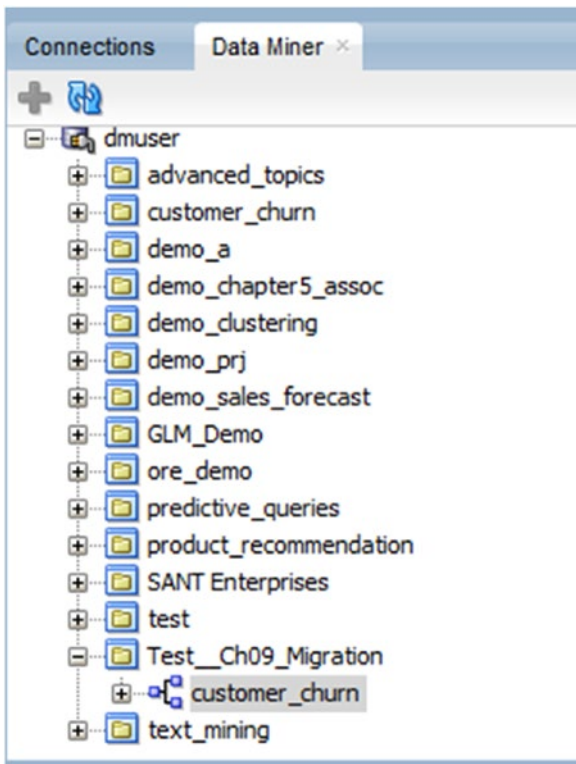 Connections Data Miner
dmuser
advanced_topics
customer_churn
demo_a
demo_chapter5_assoc
demo_clustering
demo_prj
demo_sales_forecast
GLM_Demo
ore_demo
predictive_queries
product_recommendation
SANT Enterprises
test
Test__Ch09_Migration
customer_churn
text_mining